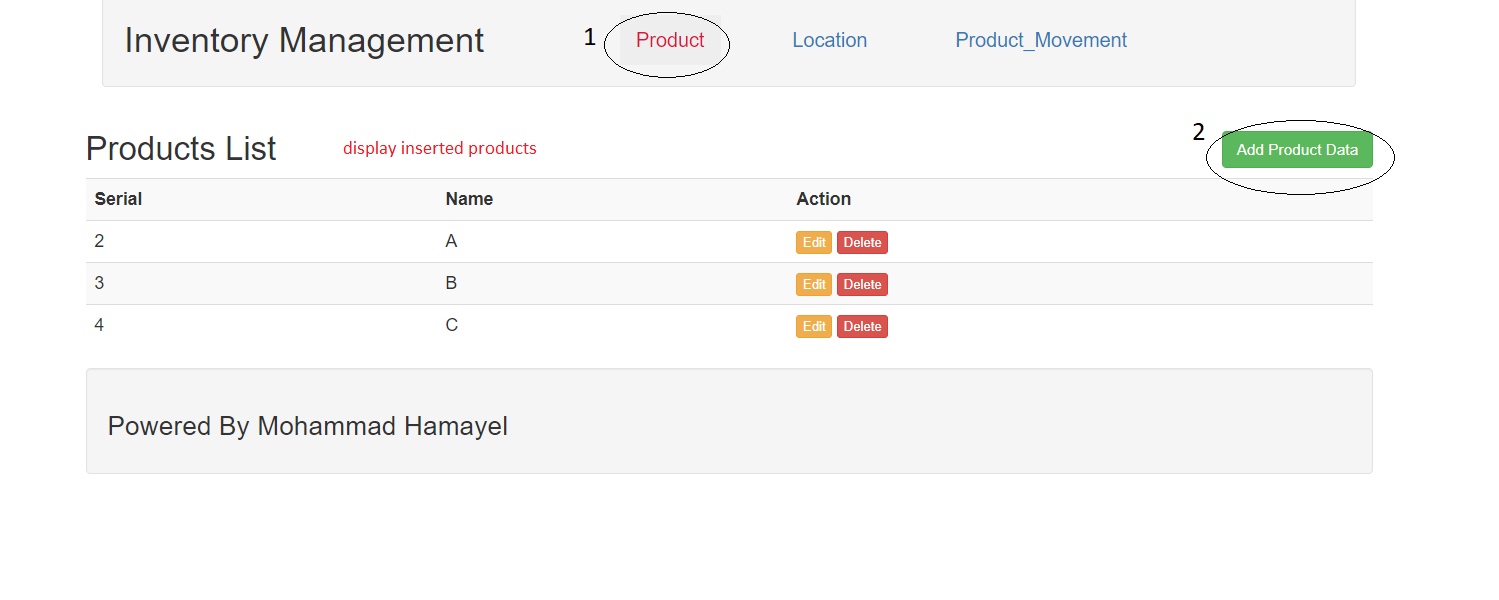 Inventory Management 1 Product Location Product_Movement
Products List display inserted products 2 Add Product Data
Serial Name Action
2 A Edit Delete
3 B Edit Delete
4 C Edit Delete
Powered By Mohammad Hamayel